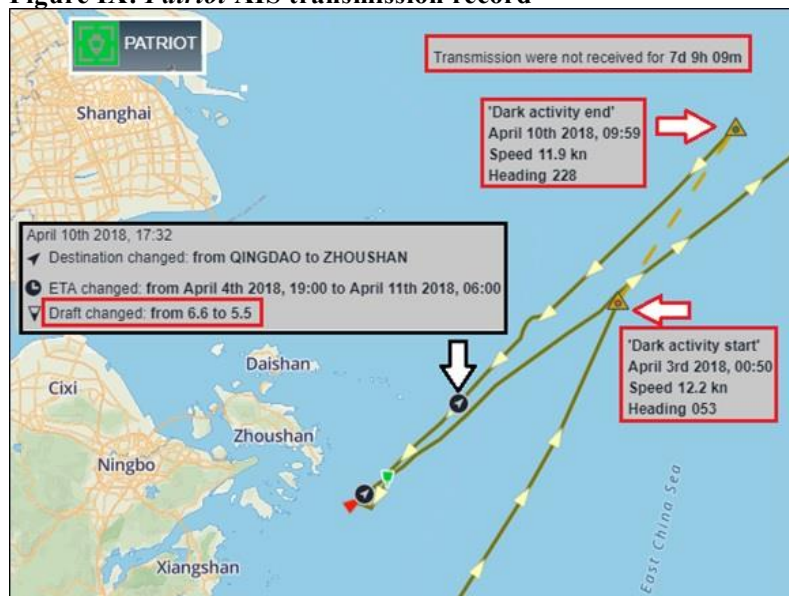 Figure IX: Patriot AIS transmission record
PATRIOT
Transmission were not received for 7d 9h 09m
Shanghai
'Dark activity end'
April 10th 2018, 09:59
Speed 11.9 kn
Heading 228
April 10th 2018, 17:32
Destination changed: from QINGDAO to ZHOUSHAN
ETA changed: from April 4th 2018, 19:00 to April 11th 2018, 06:00
Draft changed: from 6.6 to 5.5
'Dark activity start'
April 3rd 2018, 00:50
Speed 12.2 kn
Heading 053
Daishan
Cixi
Zhoushan
Ningbo
Xiangshan
East China Sea